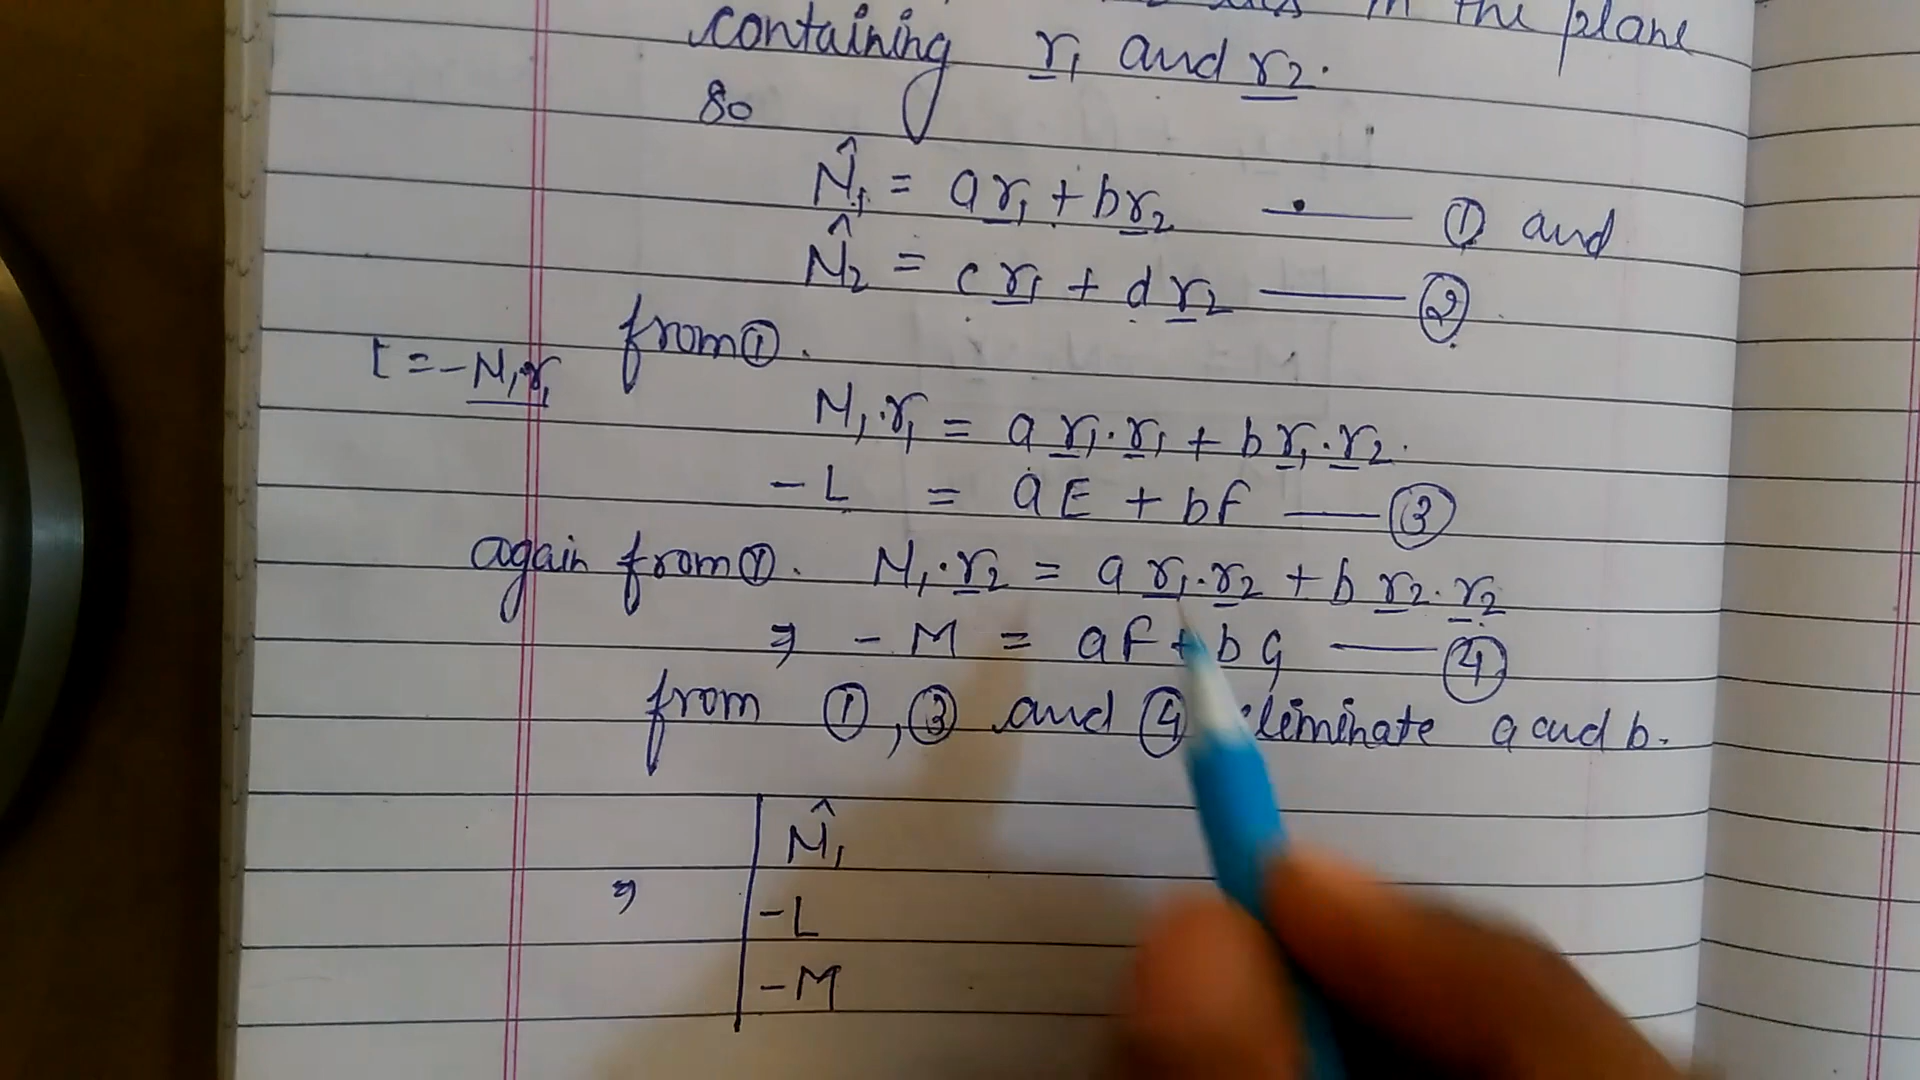 in the plane
containing r₁ and r₂.
So
N̂₁ = ar₁ + br₂ — ① and
N̂₂ = cr₁ + dr₂ — ②
from ①.
L = -N₁.r₁
N₁.r₁ = a r₁.r₁ + b r₁.r₂.
-L = aE + bF — ③
again from ①. N₁.r₂ = a r₁.r₂ + b r₂.r₂
⇒ -M = aF + bG — ④
from ①, ③ and ④ eliminate a and b.
N̂₁
⇒ -L
-M